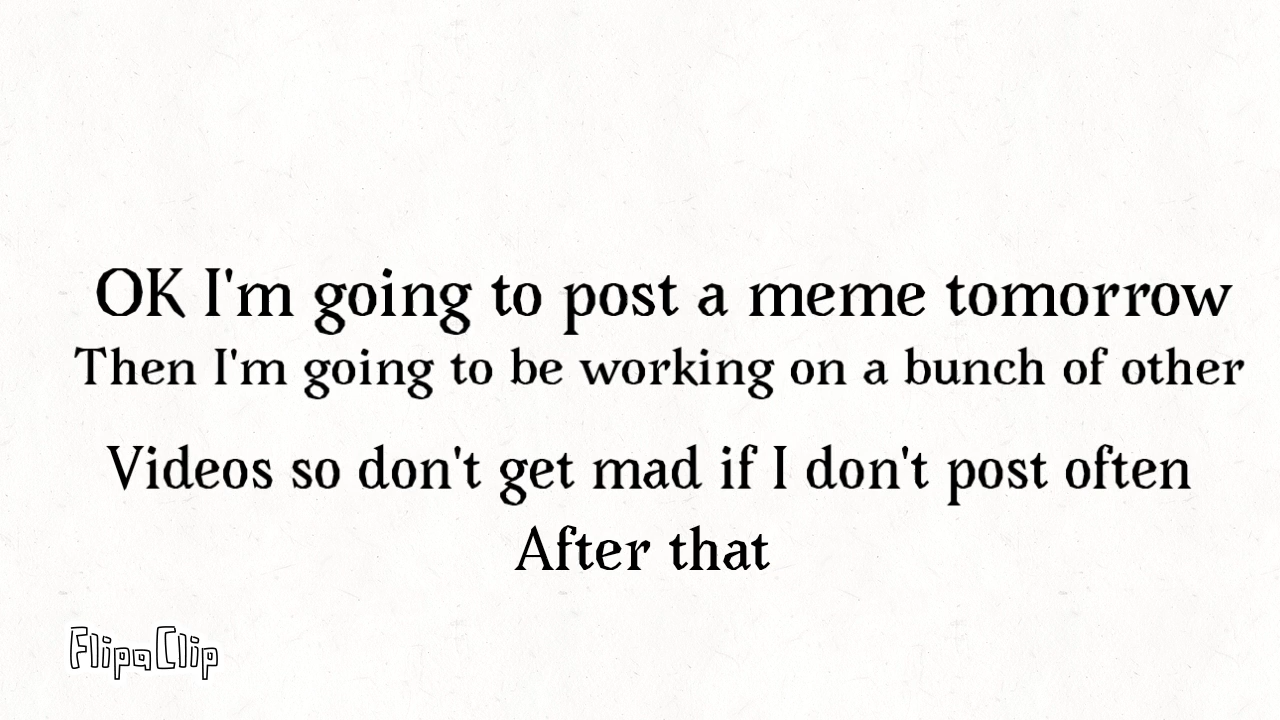 OK I'm going to post a meme tomorrow
Then I'm going to be working on a bunch of other
Videos so don't get mad if I don't post often
After that
FlipaClip